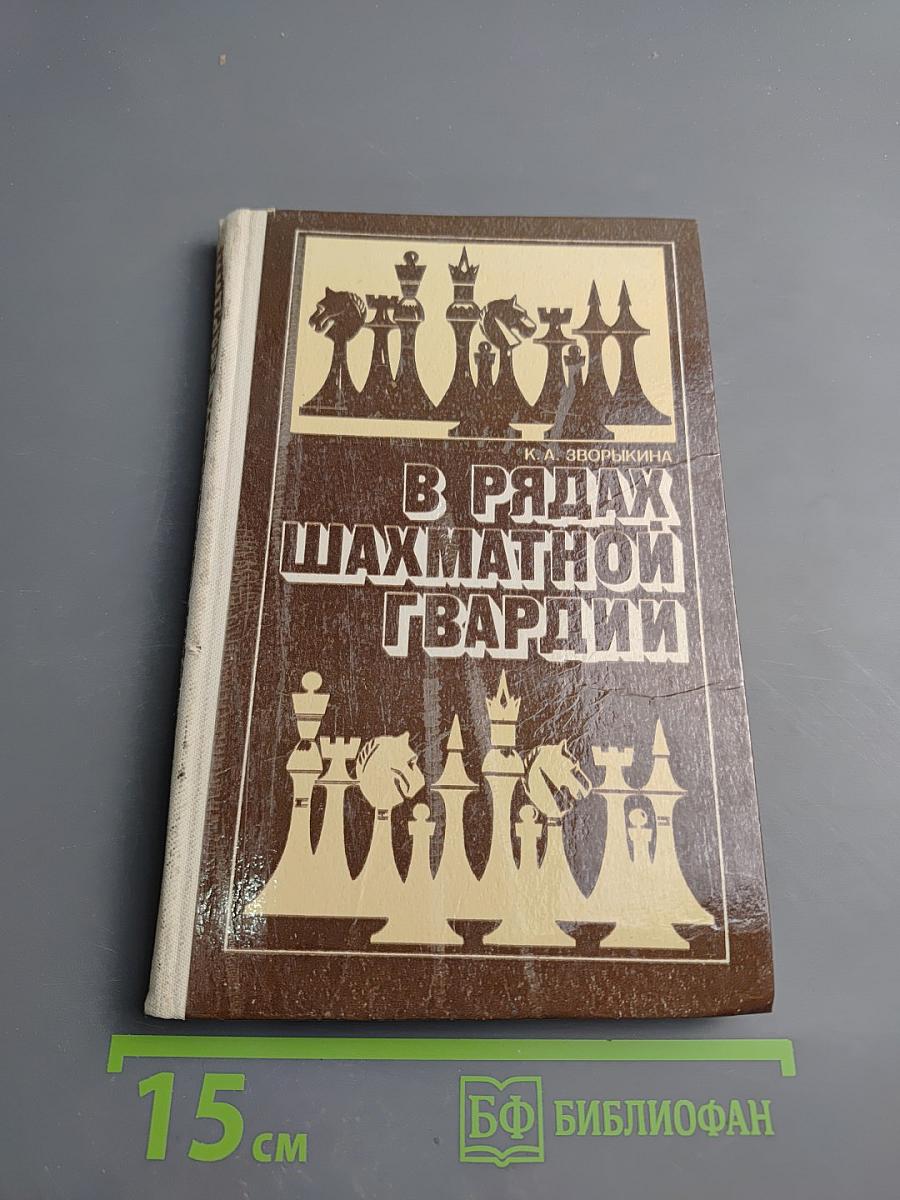 К. А. ЗВОРЫКИНА
В РЯДАХ
ШАХМАТНОЙ
ГВАРДИИ
15 см
БФ БИБЛИОФАН